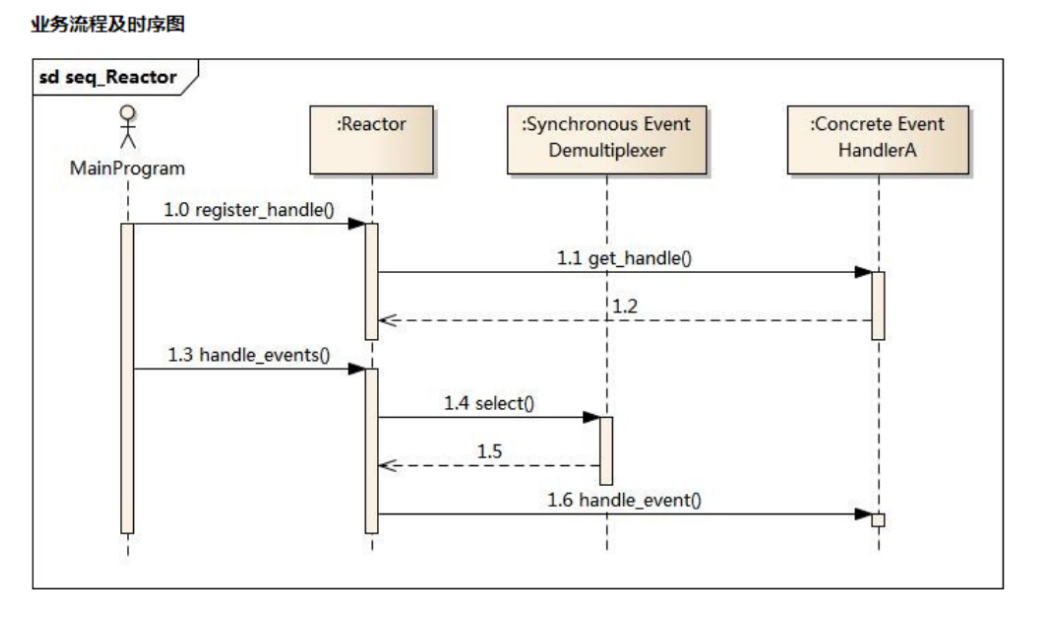 业务流程及时序图
sd seq_Reactor
MainProgram
:Reactor
:Synchronous Event
Demultiplexer
:Concrete Event
HandlerA
1.0 register_handle()
1.1 get_handle()
1.2
1.3 handle_events()
1.4 select()
1.5
1.6 handle_event()